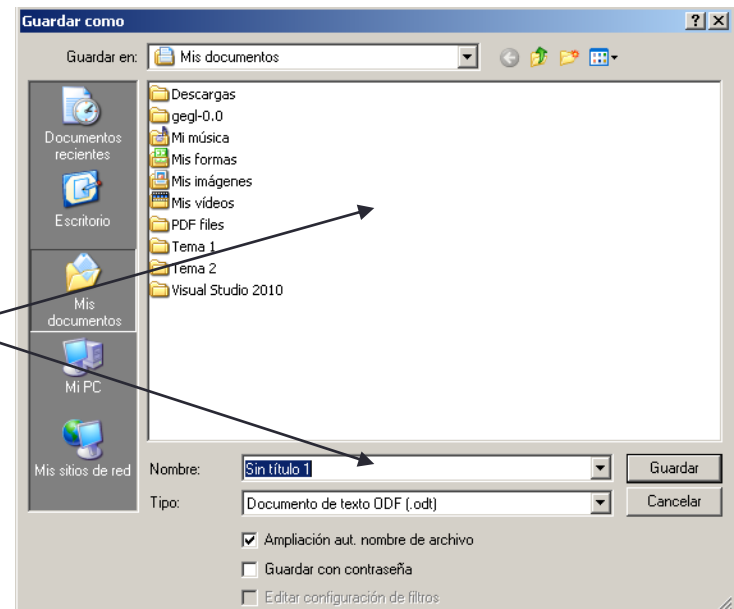 Guardar como
Guardar en: Mis documentos
Documentos
recientes
Escritorio
Mis
documentos
Mi PC
Mis sitios de red
Descargas
gegl-0.0
Mi música
Mis formas
Mis imágenes
Mis vídeos
PDF files
Tema 1
Tema 2
Visual Studio 2010
Nombre: Sin título 1 Guardar
Tipo: Documento de texto ODF (.odt) Cancelar
Ampliación aut. nombre de archivo
Guardar con contraseña
Editar configuración de filtros